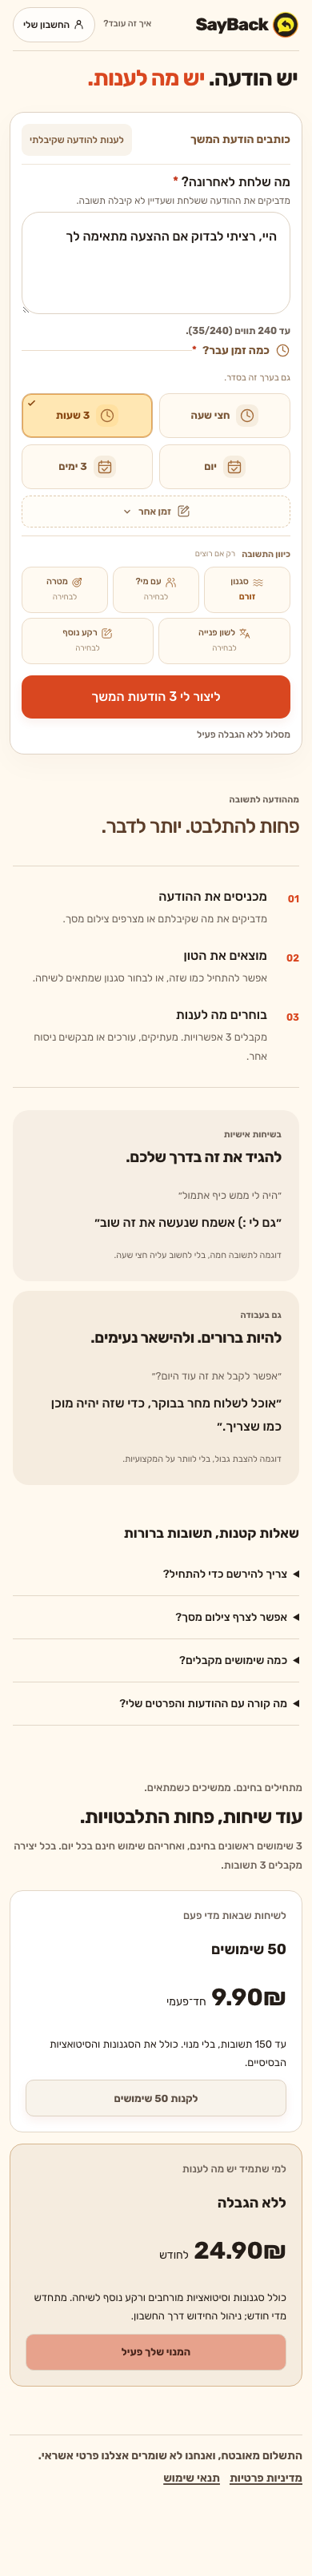 SayBack
איך זה עובד?
החשבון שלי
יש הודעה. יש מה לענות.
כותבים הודעת המשך
לענות להודעה שקיבלתי
מה שלחת לאחרונה? *
מדביקים את ההודעה ששלחת ושעדיין לא קיבלה תשובה.
היי, רציתי לבדוק אם ההצעה מתאימה לך
עד 240 תווים (35/240).
כמה זמן עבר? *
גם בערך זה בסדר.
חצי שעה
3 שעות
יום
3 ימים
זמן אחר
כיוון התשובה רק אם רוצים
סגנון
זורם
עם מי?
לבחירה
מטרה
לבחירה
לשון פנייה
לבחירה
רקע נוסף
לבחירה
ליצור לי 3 הודעות המשך
מסלול ללא הגבלה פעיל
מההודעה לתשובה
פחות להתלבט. יותר לדבר.
01
מכניסים את ההודעה
מדביקים את מה שקיבלתם או מצרפים צילום מסך.
02
מוצאים את הטון
אפשר להתחיל כמו שזה, או לבחור סגנון שמתאים לשיחה.
03
בוחרים מה לענות
מקבלים 3 אפשרויות. מעתיקים, עורכים או מבקשים ניסוח
אחר.
בשיחות אישיות
להגיד את זה בדרך שלכם.
״היה לי ממש כיף אתמול״
״גם לי :) אשמח שנעשה את זה שוב״
דוגמה לתשובה חמה, בלי לחשוב עליה חצי שעה.
גם בעבודה
להיות ברורים. ולהישאר נעימים.
״אפשר לקבל את זה עוד היום?״
״אוכל לשלוח מחר בבוקר, כדי שזה יהיה מוכן
כמו שצריך.״
דוגמה להצבת גבול, בלי לוותר על המקצועיות.
שאלות קטנות, תשובות ברורות
צריך להירשם כדי להתחיל?
אפשר לצרף צילום מסך?
כמה שימושים מקבלים?
מה קורה עם ההודעות והפרטים שלי?
מתחילים בחינם. ממשיכים כשמתאים.
עוד שיחות, פחות התלבטויות.
3 שימושים ראשונים בחינם, ואחריהם שימוש חינם בכל יום. בכל יצירה
מקבלים 3 תשובות.
לשיחות שבאות מדי פעם
50 שימושים
₪9.90 חד־פעמי
עד 150 תשובות, בלי מנוי. כולל את הסגנונות והסיטואציות
הבסיסיים.
לקנות 50 שימושים
למי שתמיד יש מה לענות
ללא הגבלה
₪24.90 לחודש
כולל סגנונות וסיטואציות מורחבים ורקע נוסף לשיחה. מתחדש
מדי חודש; ניהול החידוש דרך החשבון.
המנוי שלך פעיל
התשלום מאובטח, ואנחנו לא שומרים אצלנו פרטי אשראי.
מדיניות פרטיות
תנאי שימוש